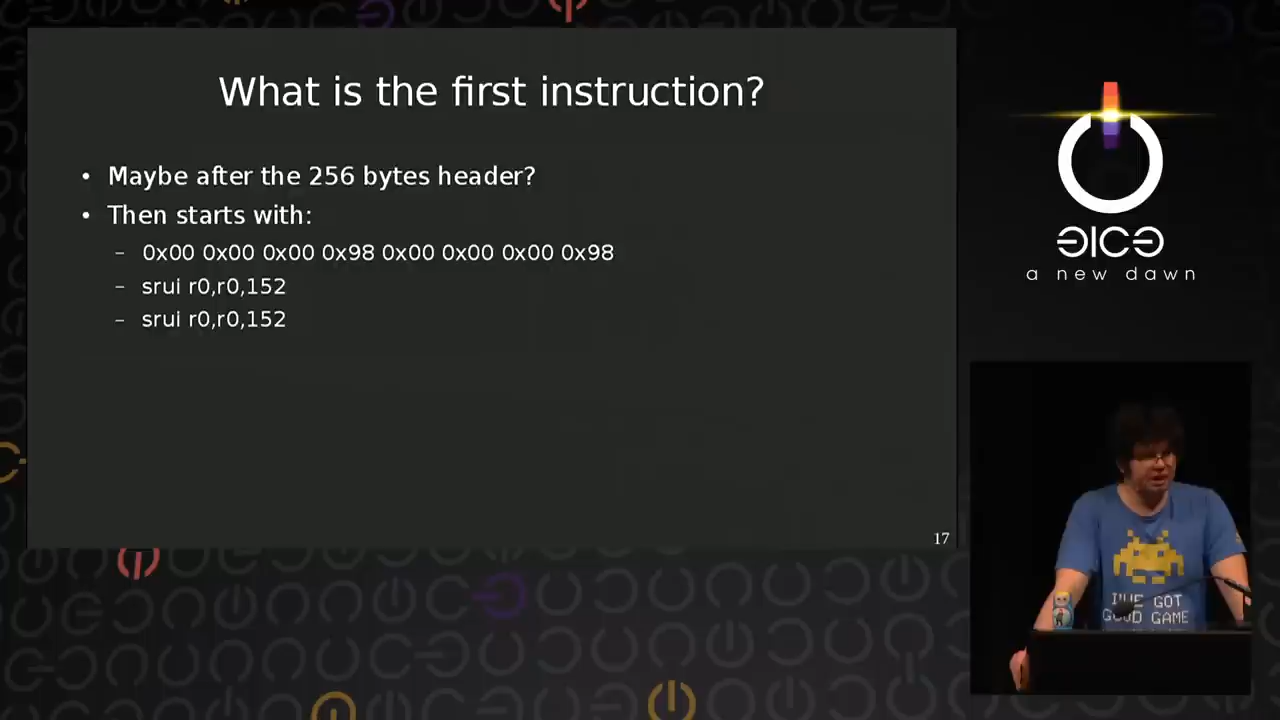 What is the first instruction?
• Maybe after the 256 bytes header?
• Then starts with:
– 0x00 0x00 0x00 0x98 0x00 0x00 0x00 0x98
– srui r0,r0,152
– srui r0,r0,152
17
31C3
a new dawn
I'VE GOT
GOOD GAME